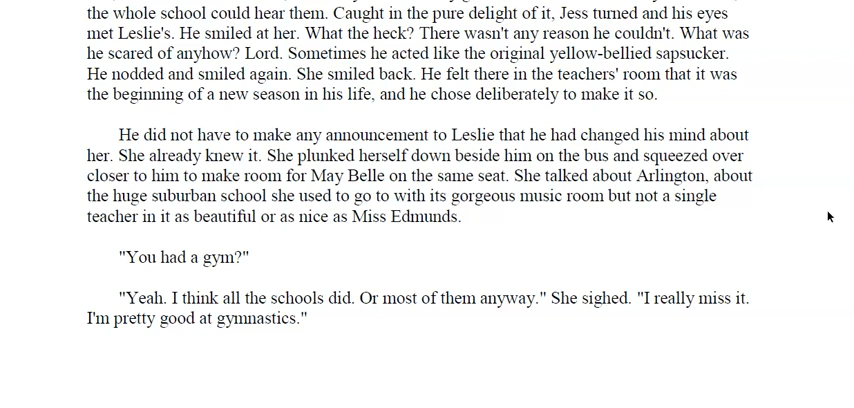 the whole school could hear them. Caught in the pure delight of it, Jess turned and his eyes
met Leslie's. He smiled at her. What the heck? There wasn't any reason he couldn't. What was
he scared of anyhow? Lord. Sometimes he acted like the original yellow-bellied sapsucker.
He nodded and smiled again. She smiled back. He felt there in the teachers' room that it was
the beginning of a new season in his life, and he chose deliberately to make it so.
He did not have to make any announcement to Leslie that he had changed his mind about
her. She already knew it. She plunked herself down beside him on the bus and squeezed over
closer to him to make room for May Belle on the same seat. She talked about Arlington, about
the huge suburban school she used to go to with its gorgeous music room but not a single
teacher in it as beautiful or as nice as Miss Edmunds.
"You had a gym?"
"Yeah. I think all the schools did. Or most of them anyway." She sighed. "I really miss it.
I'm pretty good at gymnastics."